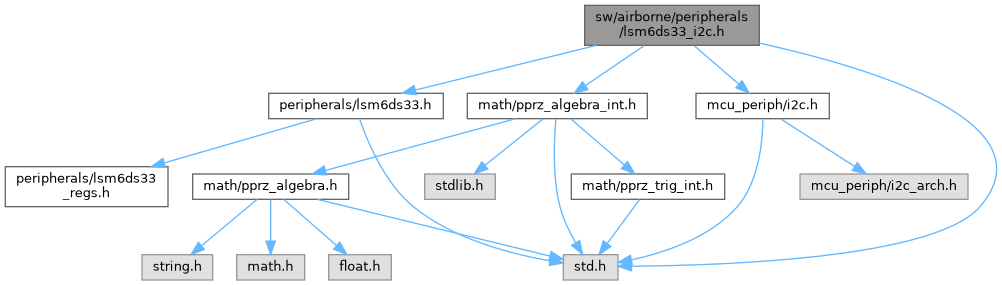 sw/airborne/peripherals
/lsm6ds33_i2c.h
peripherals/lsm6ds33.h
math/pprz_algebra_int.h
mcu_periph/i2c.h
peripherals/lsm6ds33
_regs.h
math/pprz_algebra.h
stdlib.h
math/pprz_trig_int.h
mcu_periph/i2c_arch.h
string.h
math.h
float.h
std.h